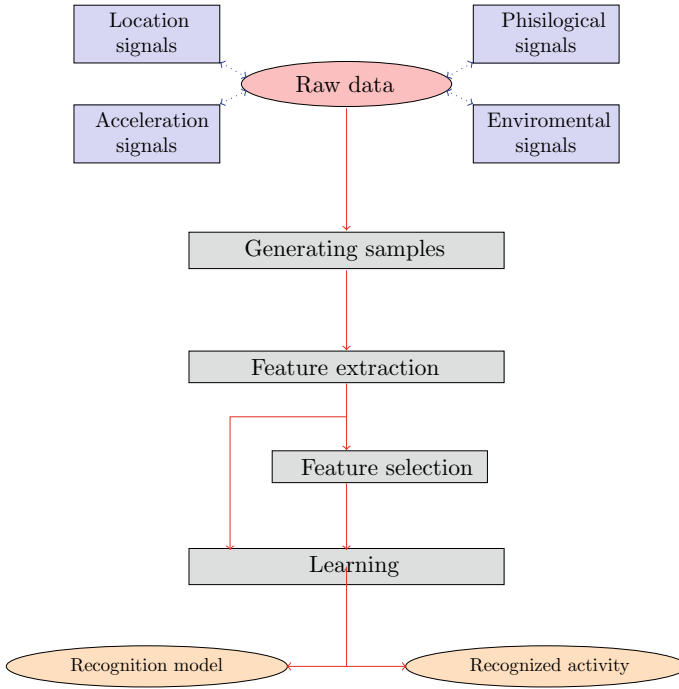 Location
signals
Phisilogical
signals
Raw data
Acceleration
signals
Enviromental
signals
Generating samples
Feature extraction
Feature selection
Learning
Recognition model
Recognized activity